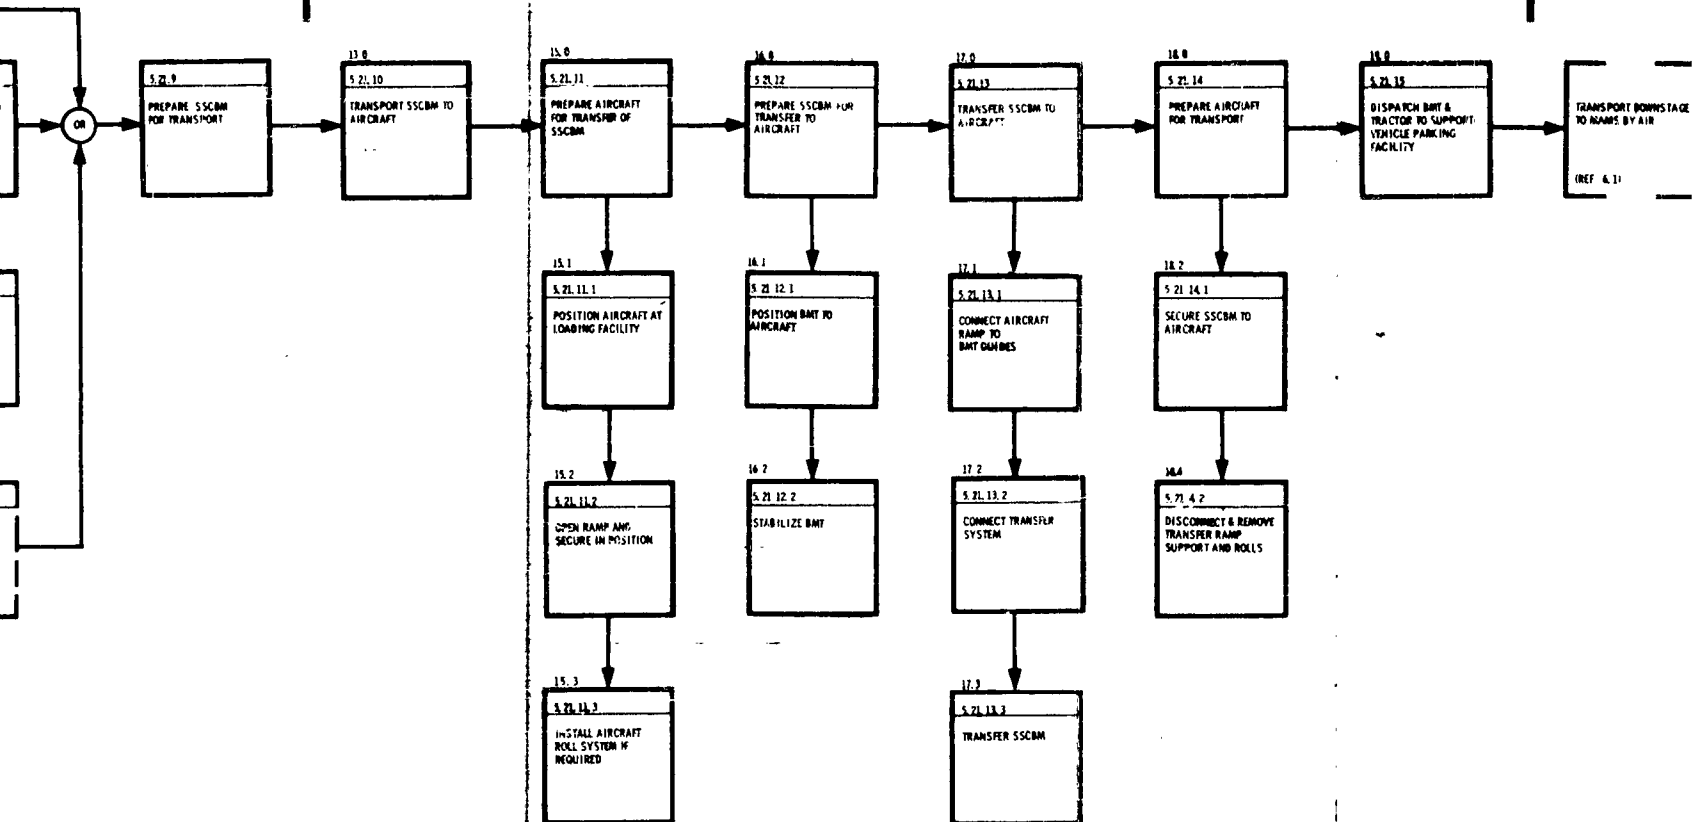 OR
5.21.9
PREPARE SSCBM
FOR TRANSPORT
13.0
5.21.10
TRANSPORT SSCBM TO
AIRCRAFT
15.0
5.21.11
PREPARE AIRCRAFT
FOR TRANSFER OF
SSCBM
16.0
5.21.12
PREPARE SSCBM FOR
TRANSFER TO
AIRCRAFT
17.0
5.21.13
TRANSFER SSCBM TO
AIRCRAFT
18.0
5.21.14
PREPARE AIRCRAFT
FOR TRANSPORT
19.0
5.21.15
DISPATCH BMT &
TRACTOR TO SUPPORT
VEHICLE PARKING
FACILITY
TRANSPORT DOWNSTAGE
TO MAMS BY AIR
(REF 6.1)
15.1
5.21.11.1
POSITION AIRCRAFT AT
LOADING FACILITY
16.1
5.21.12.1
POSITION BMT TO
AIRCRAFT
17.1
5.21.13.1
CONNECT AIRCRAFT
RAMP TO
BMT GUIDES
18.2
5.21.14.1
SECURE SSCBM TO
AIRCRAFT
15.2
5.21.11.2
OPEN RAMP AND
SECURE IN POSITION
16.2
5.21.12.2
STABILIZE BMT
17.2
5.21.13.2
CONNECT TRANSFER
SYSTEM
18.4
5.21.4.2
DISCONNECT & REMOVE
TRANSFER RAMP
SUPPORT AND ROLLS
15.3
5.21.11.3
INSTALL AIRCRAFT
ROLL SYSTEM IF
REQUIRED
17.3
5.21.13.3
TRANSFER SSCBM